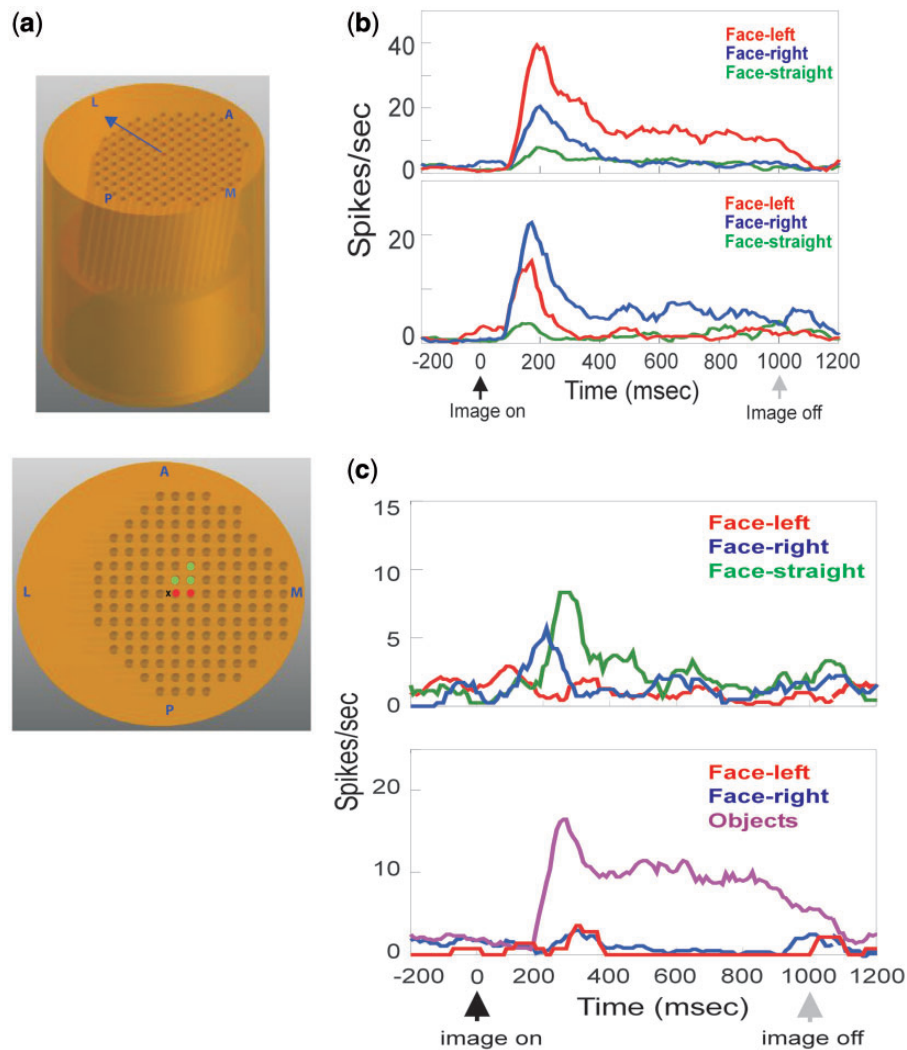 (a)
L
A
P
M
A
L
x
M
P
(b)
Face-left
Face-right
Face-straight
40
20
0
Face-left
Face-right
Face-straight
20
0
Spikes/sec
-200 0 200 400 600 800 1000 1200
Time (msec)
Image on
Image off
(c)
15
10
5
0
Face-left
Face-right
Face-straight
Spikes/sec
20
10
0
Face-left
Face-right
Objects
-200 0 200 400 600 800 1000 1200
Time (msec)
image on
image off